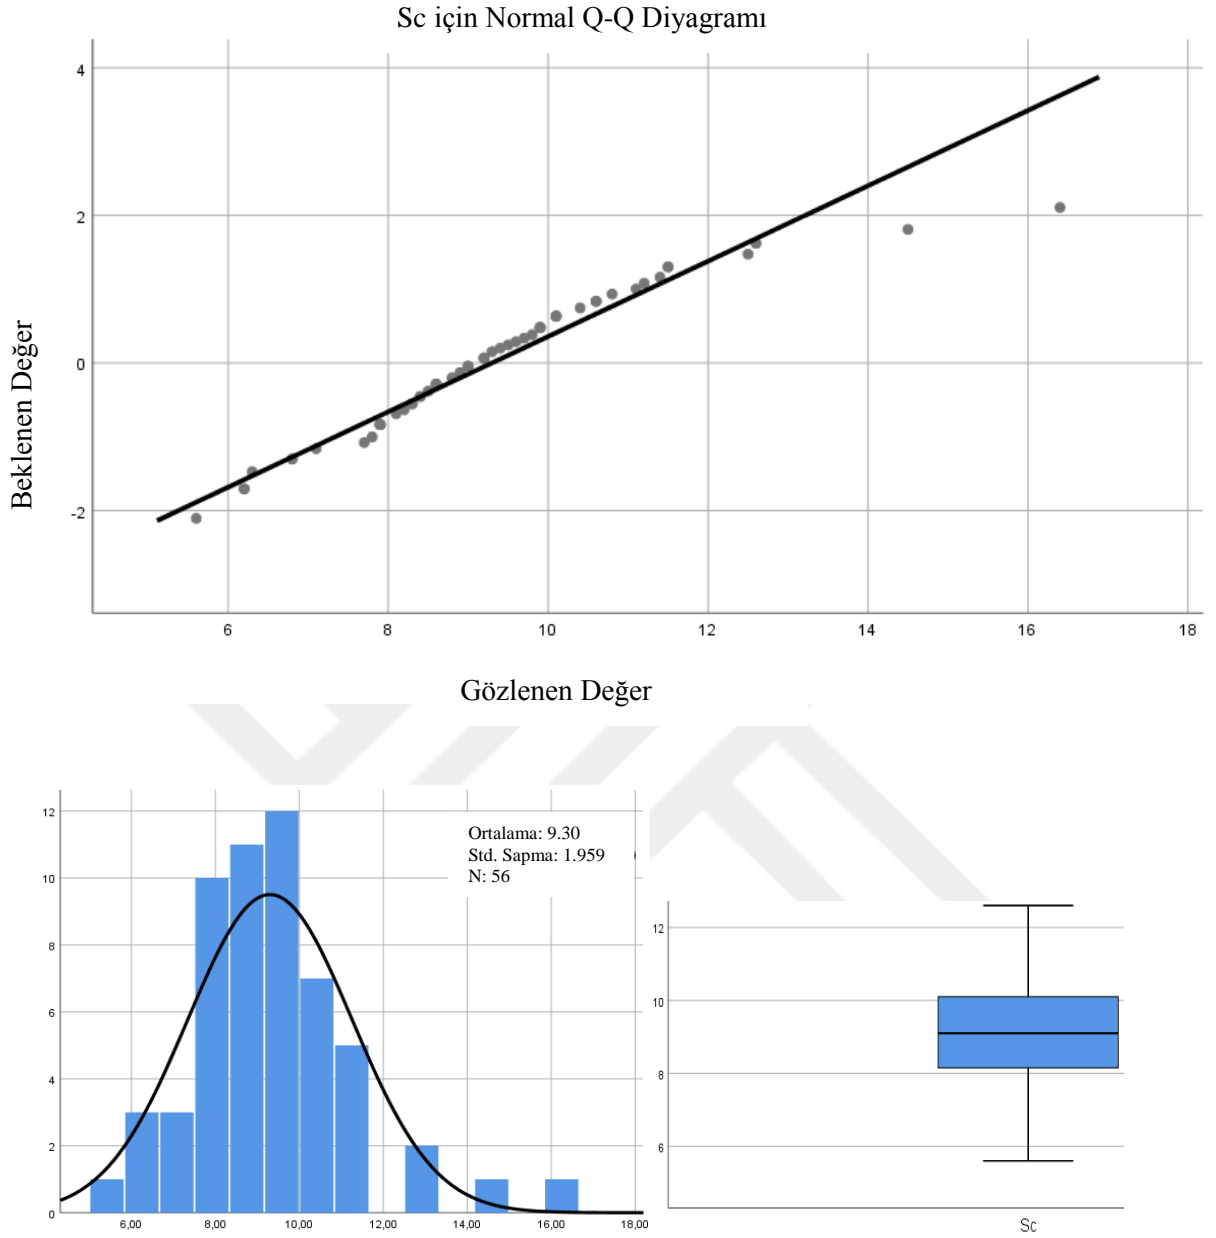 Sc için Normal Q-Q Diyagramı
4
2
0
-2
Beklenen Değer
6 8 10 12 14 16 18
Gözlenen Değer
12
10
8
6
4
2
0
Ortalama: 9.30
Std. Sapma: 1.959
N: 56
6,00 8,00 10,00 12,00 14,00 16,00 18,00
12
10
8
6
Sc